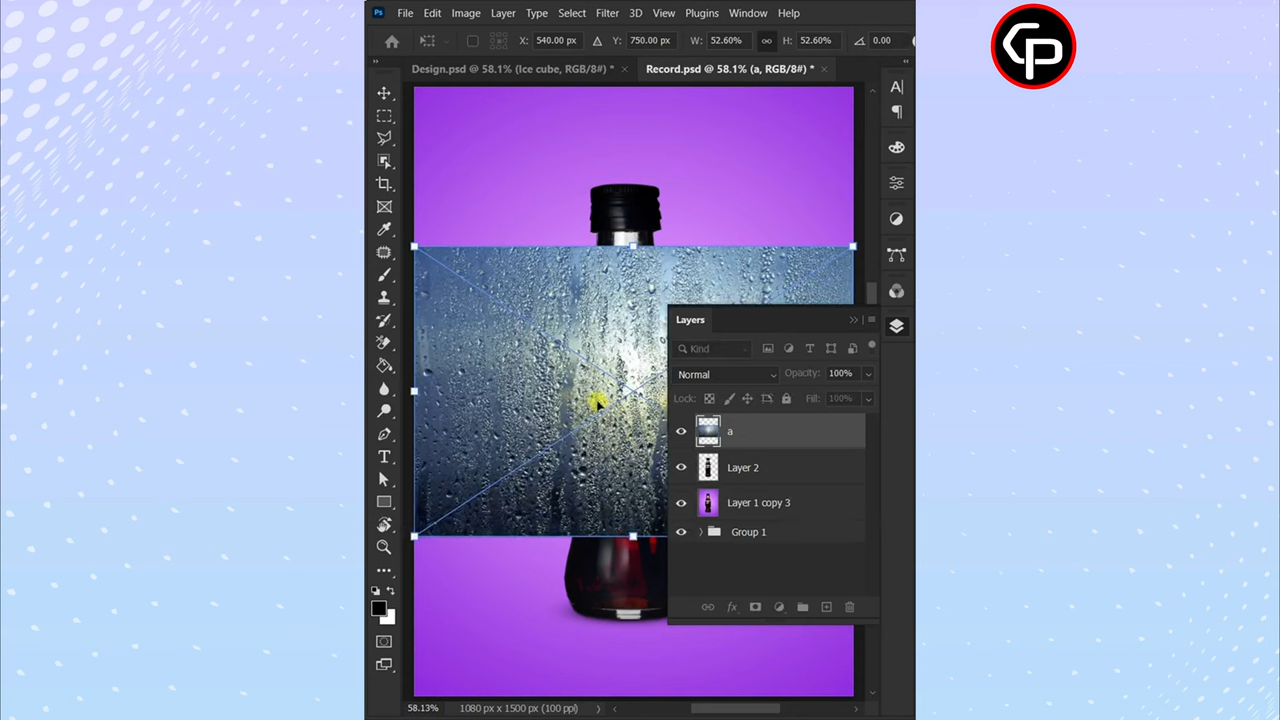 Ps File Edit Image Layer Type Select Filter 3D View Plugins Window Help
X: 540.00 px Y: 750.00 px W: 52.60% H: 52.60% 0.00
Design.psd @ 58.1% (Ice cube, RGB/8#) * × Record.psd @ 58.1% (a, RGB/8#) * ×
CP
Layers
Kind
Normal Opacity: 100%
Lock: Fill: 100%
a
Layer 2
Layer 1 copy 3
Group 1
fx
58.13% 1080 px x 1500 px (100 ppi)